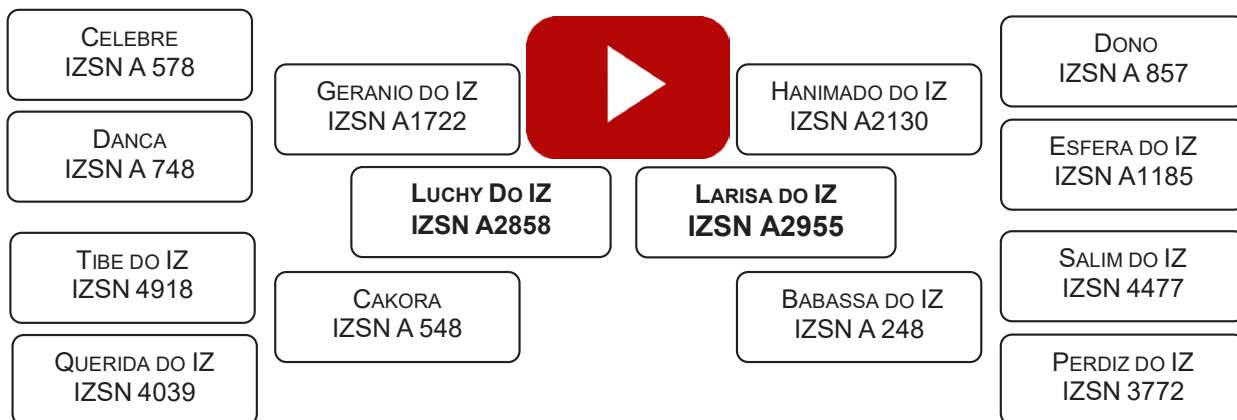 CELEBRE
IZSN A 578
DANCA
IZSN A 748
TIBE DO IZ
IZSN 4918
QUERIDA DO IZ
IZSN 4039
GERANIO DO IZ
IZSN A1722
CAKORA
IZSN A 548
LUCHY DO IZ
IZSN A2858
LARISA DO IZ
IZSN A2955
HANIMADO DO IZ
IZSN A2130
BABASSA DO IZ
IZSN A 248
DONO
IZSN A 857
ESFERA DO IZ
IZSN A1185
SALIM DO IZ
IZSN 4477
PERDIZ DO IZ
IZSN 3772